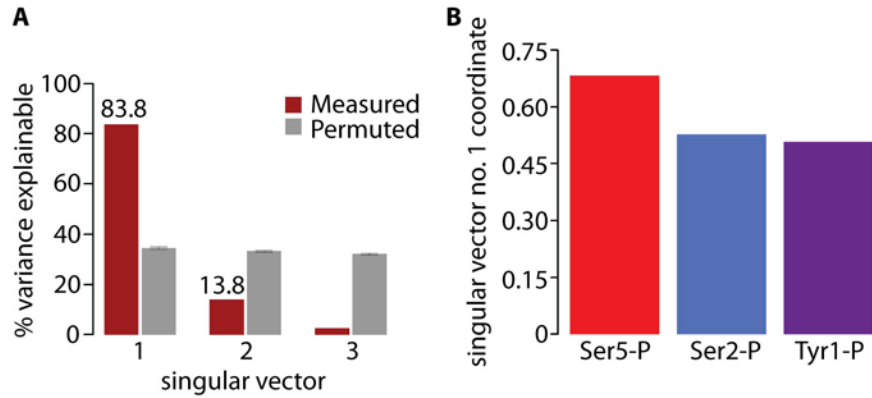 A
% variance explainable
100
80
60
40
20
0
83.8
13.8
Measured
Permuted
1 2 3
singular vector
B
singular vector no. 1 coordinate
0.75
0.60
0.45
0.30
0.15
0
Ser5-P Ser2-P Tyr1-P